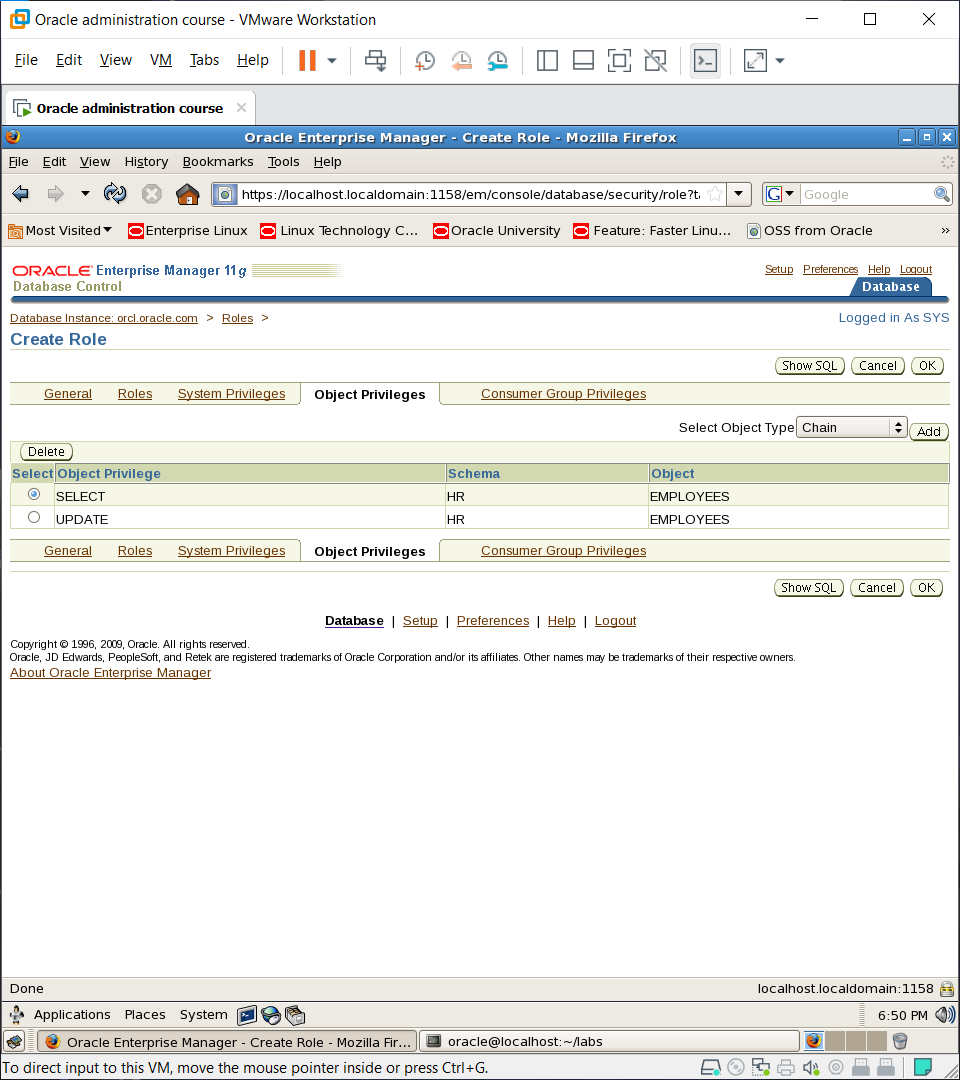 Oracle administration course - VMware Workstation
File Edit View VM Tabs Help
Oracle administration course
Oracle Enterprise Manager - Create Role - Mozilla Firefox
File Edit View History Bookmarks Tools Help
https://localhost.localdomain:1158/em/console/database/security/role?ta
G Google
Most Visited Enterprise Linux Linux Technology C... Oracle University Feature: Faster Linu... OSS from Oracle »
ORACLE Enterprise Manager 11g
Database Control
Setup Preferences Help Logout
Database
Database Instance: orcl.oracle.com > Roles >
Logged in As SYS
Create Role
Show SQL Cancel OK
General Roles System Privileges Object Privileges Consumer Group Privileges
Select Object Type Chain Add
Delete
Select Object Privilege Schema Object
SELECT HR EMPLOYEES
UPDATE HR EMPLOYEES
General Roles System Privileges Object Privileges Consumer Group Privileges
Show SQL Cancel OK
Database | Setup | Preferences | Help | Logout
Copyright © 1996, 2009, Oracle. All rights reserved.
Oracle, JD Edwards, PeopleSoft, and Retek are registered trademarks of Oracle Corporation and/or its affiliates. Other names may be trademarks of their respective owners.
About Oracle Enterprise Manager
Done
localhost.localdomain:1158
Applications Places System
6:50 PM
Oracle Enterprise Manager - Create Role - Mozilla Fir...
oracle@localhost:~/labs
To direct input to this VM, move the mouse pointer inside or press Ctrl+G.